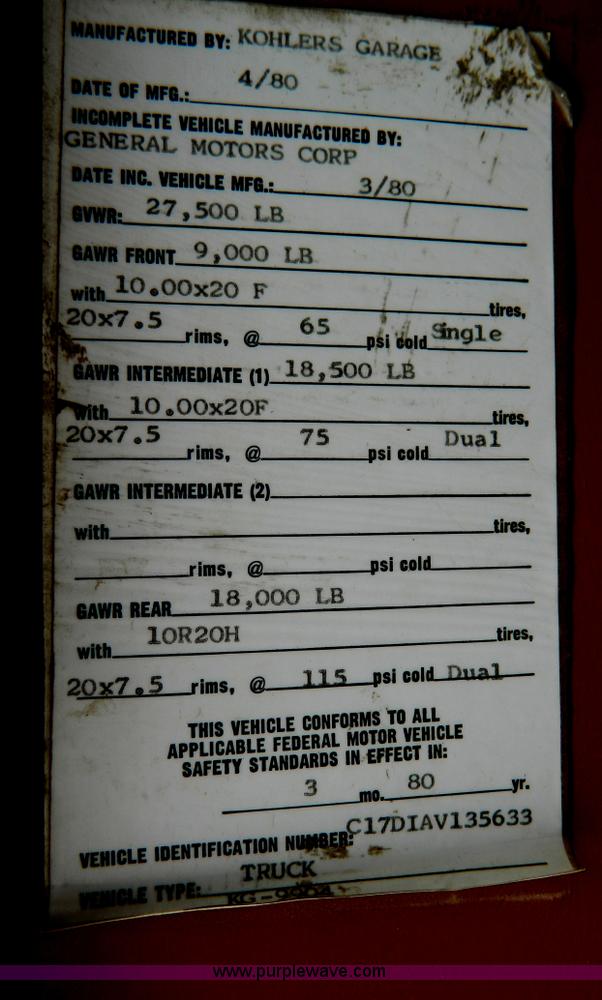 MANUFACTURED BY: KOHLERS GARAGE
DATE OF MFG.: 4/80
INCOMPLETE VEHICLE MANUFACTURED BY:
GENERAL MOTORS CORP
DATE INC. VEHICLE MFG.: 3/80
GVWR: 27,500 LB
GAWR FRONT 9,000 LB
with 10.00x20 F tires,
20x7.5 rims, @ 65 psi cold Single
GAWR INTERMEDIATE (1) 18,500 LB
with 10.00x20F tires,
20x7.5 rims, @ 75 psi cold Dual
GAWR INTERMEDIATE (2)
with tires,
rims, @ psi cold
GAWR REAR 18,000 LB
with 10R20H tires,
20x7.5 rims, @ 115 psi cold Dual
THIS VEHICLE CONFORMS TO ALL
APPLICABLE FEDERAL MOTOR VEHICLE
SAFETY STANDARDS IN EFFECT IN:
3 mo. 80 yr.
VEHICLE IDENTIFICATION NUMBER: C17DIAV135633
VEHICLE TYPE: TRUCK
www.purplewave.com